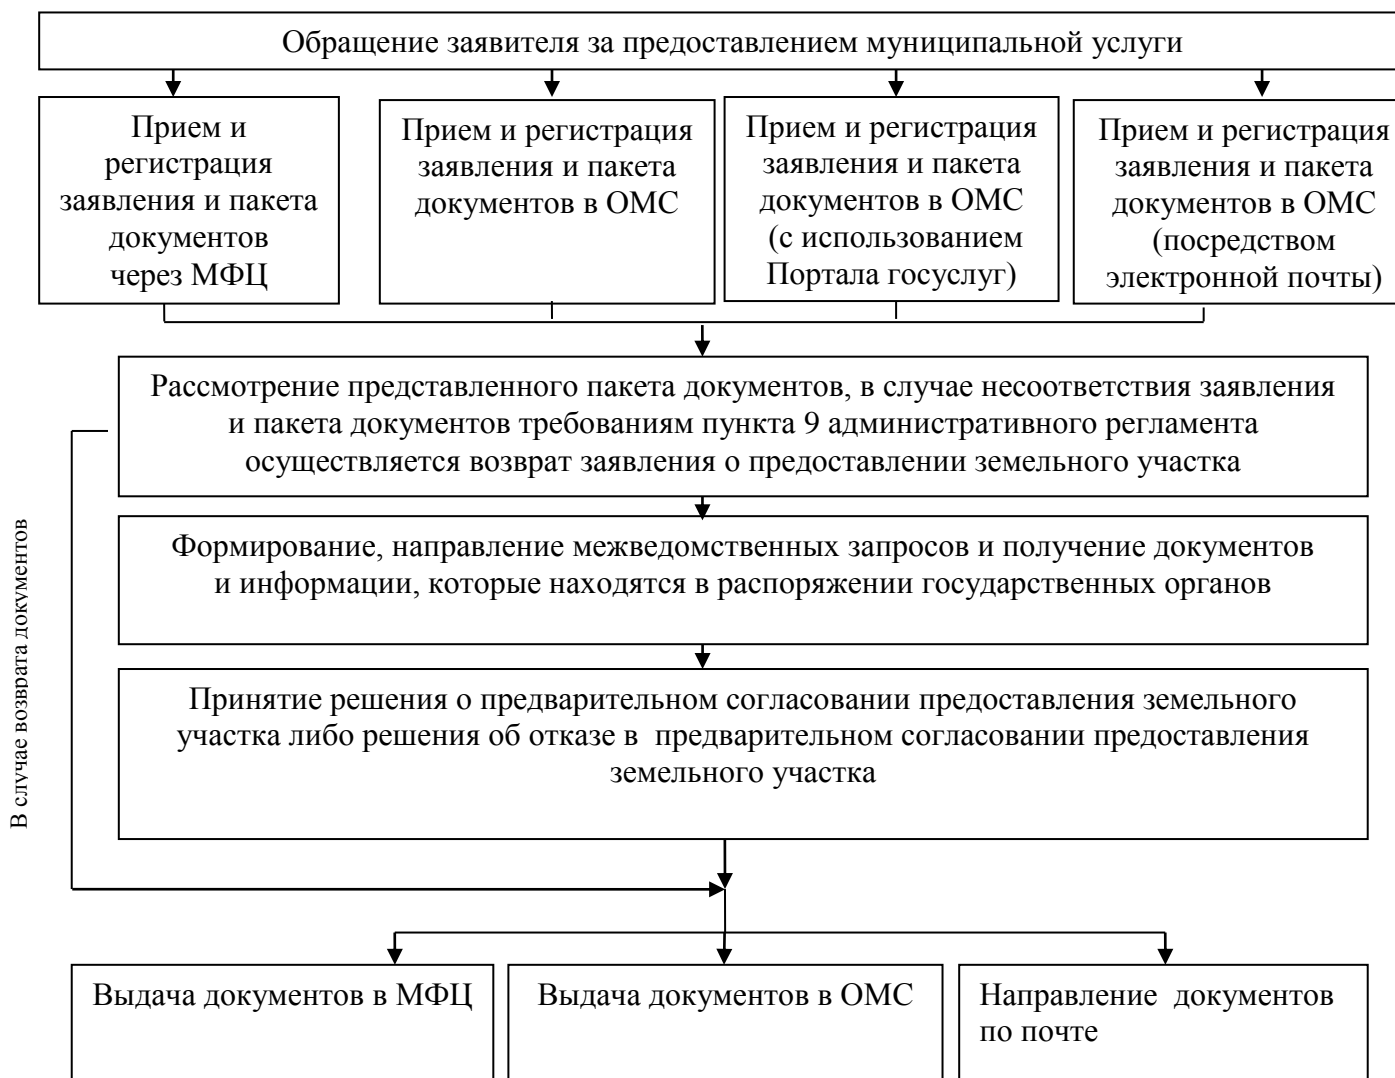 Обращение заявителя за предоставлением муниципальной услуги
Прием и
регистрация
заявления и пакета
документов
через МФЦ
Прием и регистрация
заявления и пакета
документов в ОМС
Прием и регистрация
заявления и пакета
документов в ОМС
(с использованием
Портала госуслуг)
Прием и регистрация
заявления и пакета
документов в ОМС
(посредством
электронной почты)
Рассмотрение представленного пакета документов, в случае несоответствия заявления
и пакета документов требованиям пункта 9 административного регламента
осуществляется возврат заявления о предоставлении земельного участка
В случае возврата документов
Формирование, направление межведомственных запросов и получение документов
и информации, которые находятся в распоряжении государственных органов
Принятие решения о предварительном согласовании предоставления земельного
участка либо решения об отказе в  предварительном согласовании предоставления
земельного участка
Выдача документов в МФЦ
Выдача документов в ОМС
Направление  документов
по почте